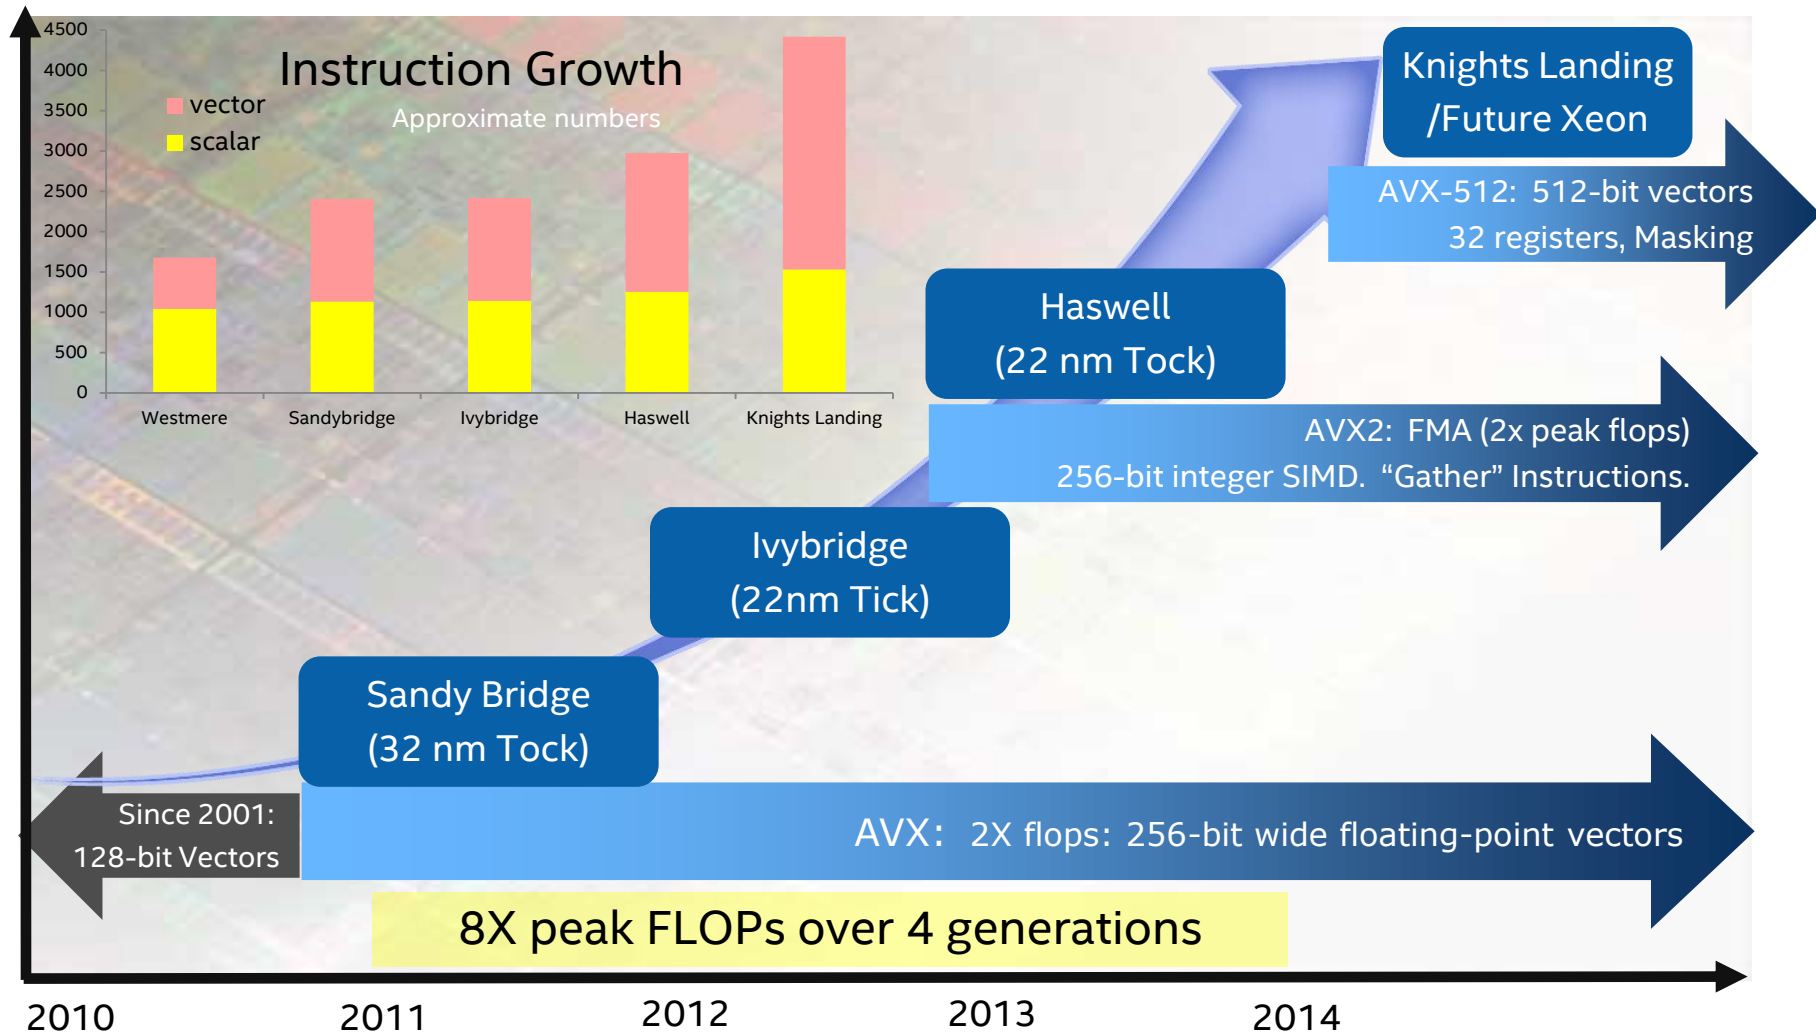 4500
4000
3500
3000
2500
2000
1500
1000
500
0
Instruction Growth
Approximate numbers
vector
scalar
Westmere
Sandybridge
Ivybridge
Haswell
Knights Landing
Knights Landing
/Future Xeon
AVX-512: 512-bit vectors
32 registers, Masking
Haswell
(22 nm Tock)
AVX2: FMA (2x peak flops)
256-bit integer SIMD. “Gather” Instructions.
Ivybridge
(22nm Tick)
Sandy Bridge
(32 nm Tock)
Since 2001:
128-bit Vectors
AVX: 2X flops: 256-bit wide floating-point vectors
8X peak FLOPs over 4 generations
2010
2011
2012
2013
2014